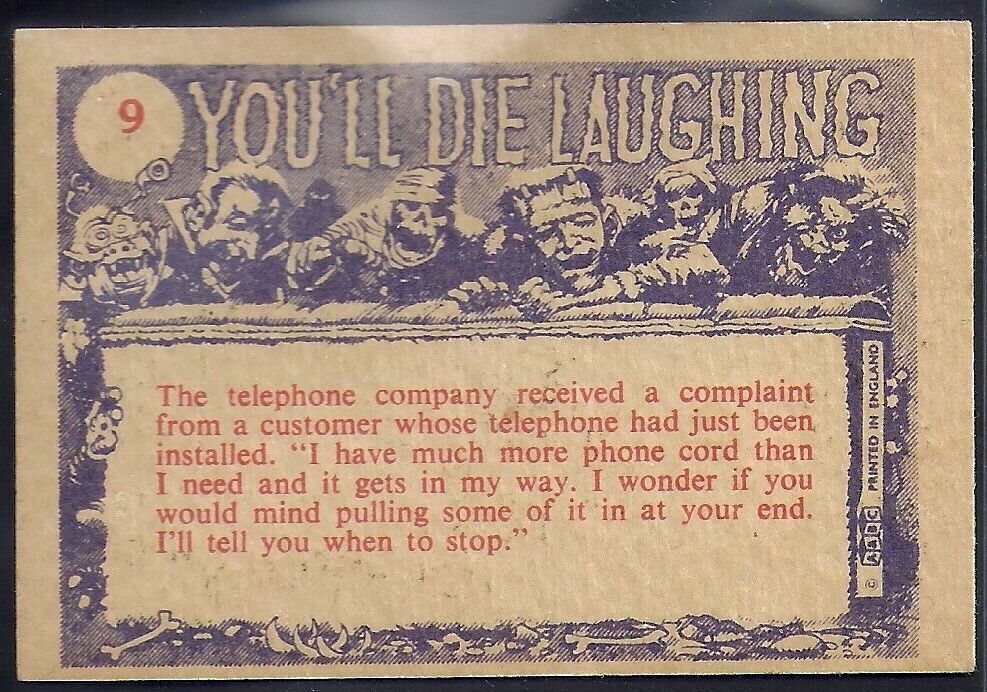 9
YOU'LL DIE LAUGHING
The telephone company received a complaint
from a customer whose telephone had just been
installed. “I have much more phone cord than
I need and it gets in my way. I wonder if you
would mind pulling some of it in at your end.
I'll tell you when to stop.”
© A&BC PRINTED IN ENGLAND